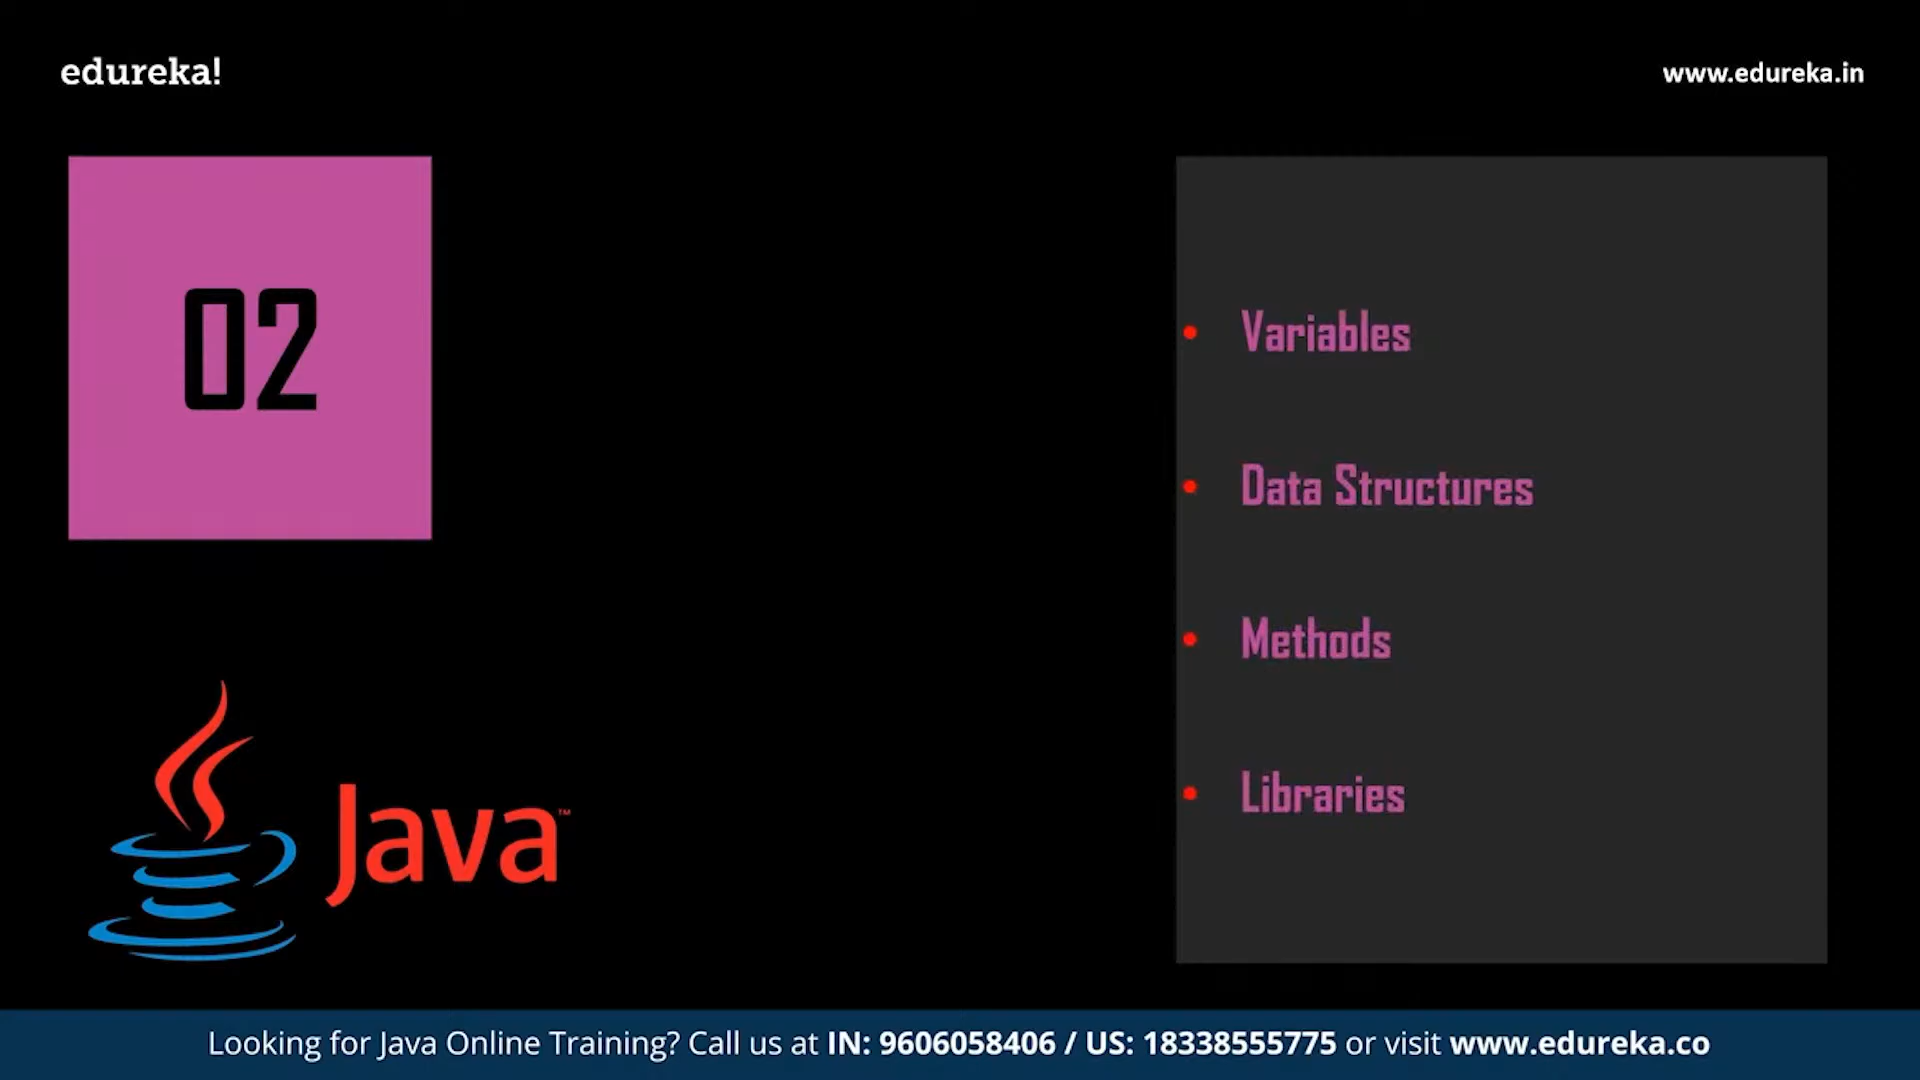 edureka!
www.edureka.in
02
• Variables
• Data Structures
• Methods
• Libraries
Java™
Looking for Java Online Training? Call us at IN: 9606058406 / US: 18338555775 or visit www.edureka.co